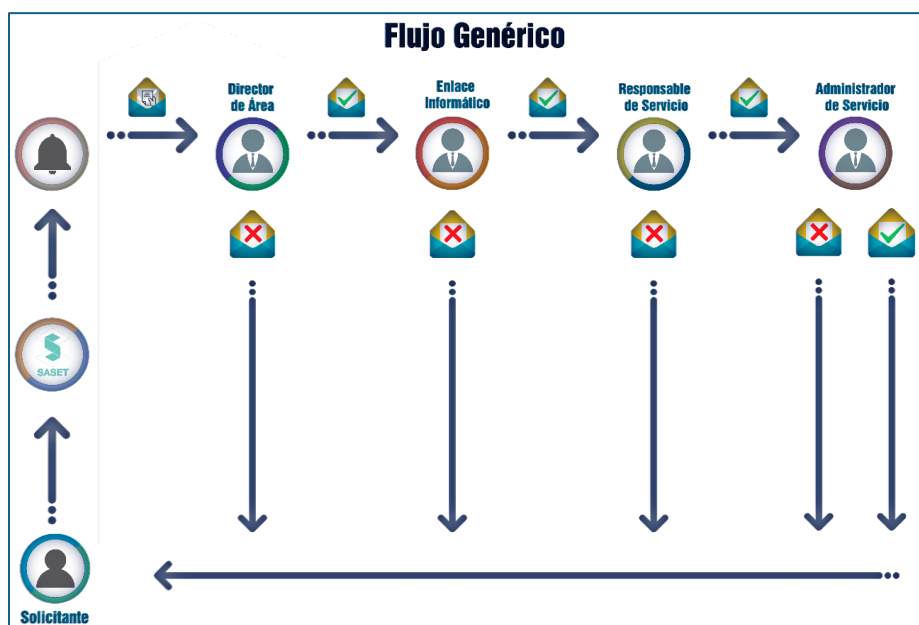 Flujo Genérico
Director
de Área
Enlace
Informático
Responsable
de Servicio
Administrador
de Servicio
SASET
Solicitante